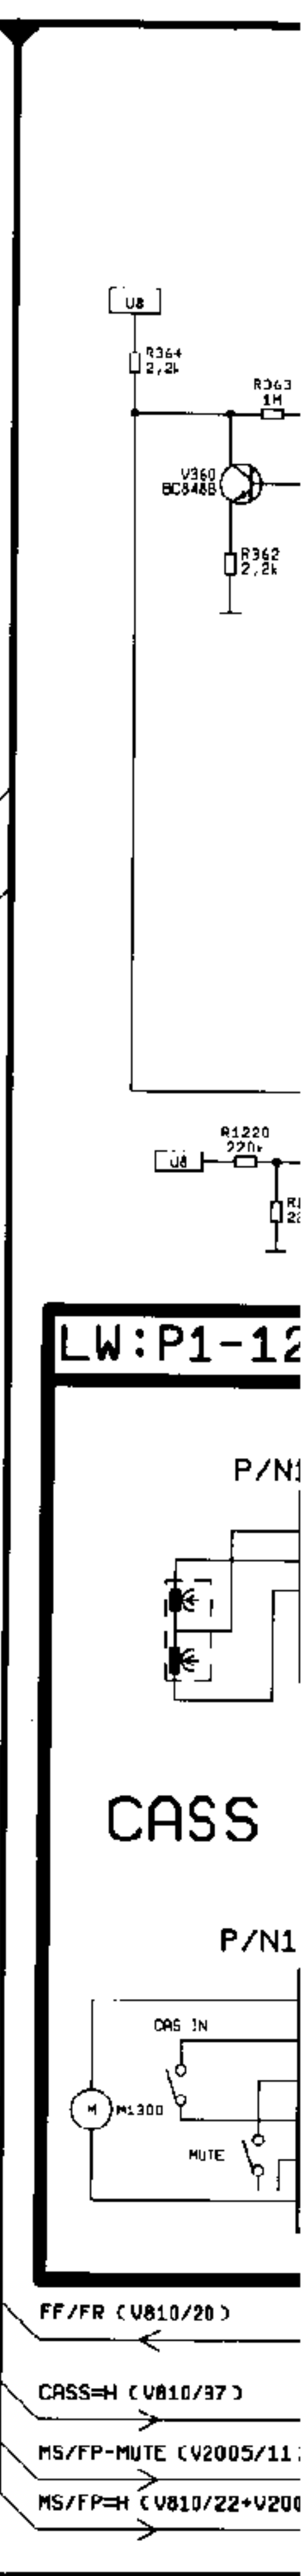 U8
R364
2,2k
R363
1M
V360
BC848B
R362
2,2k
R1220
220k
U8
LW:P1-12
P/N1
CASS
P/N1
CAS IN
M
M1300
MUTE
FF/FR (V810/20)
CASS=H (V810/37)
MS/FP-MUTE (V2005/11
MS/FP=H (V810/22+V200